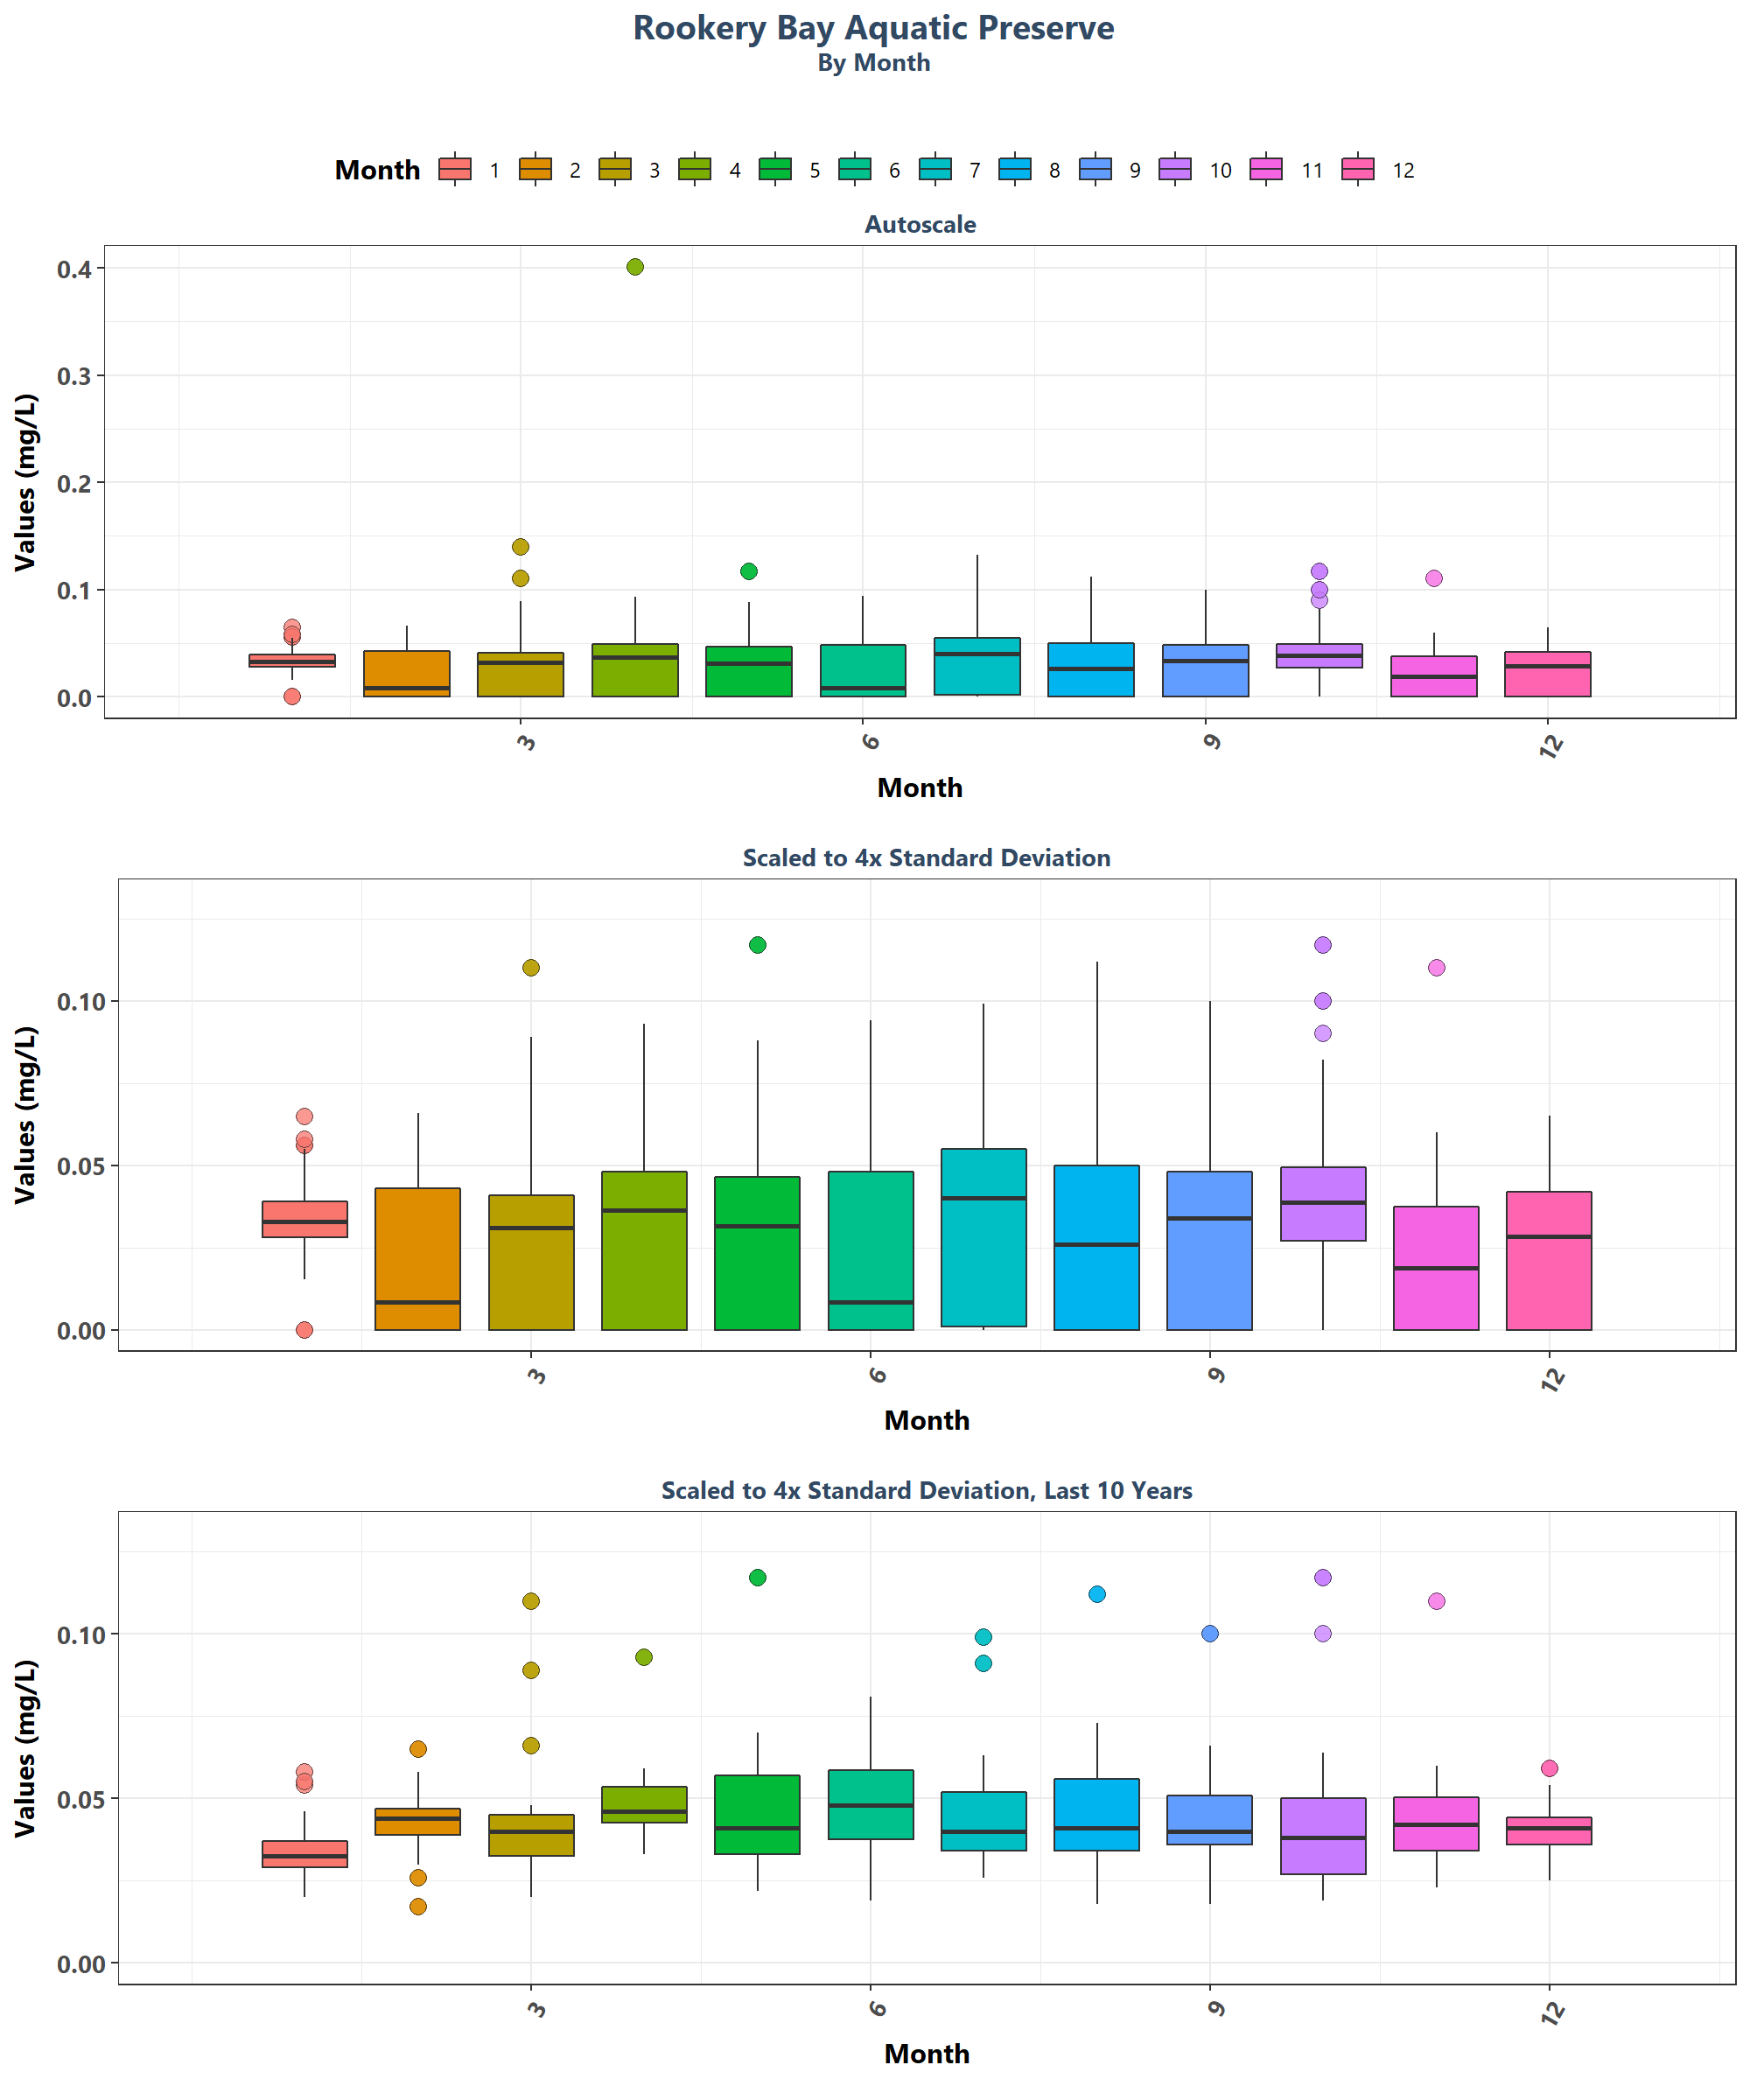 Rookery Bay Aquatic Preserve
By Month
Month 1 2 3 4 5 6 7 8 9 10 11 12
Autoscale
Values (mg/L)
0.4
0.3
0.2
0.1
0.0
3 6 9 12
Month
Scaled to 4x Standard Deviation
Values (mg/L)
0.10
0.05
0.00
3 6 9 12
Month
Scaled to 4x Standard Deviation, Last 10 Years
Values (mg/L)
0.10
0.05
0.00
3 6 9 12
Month